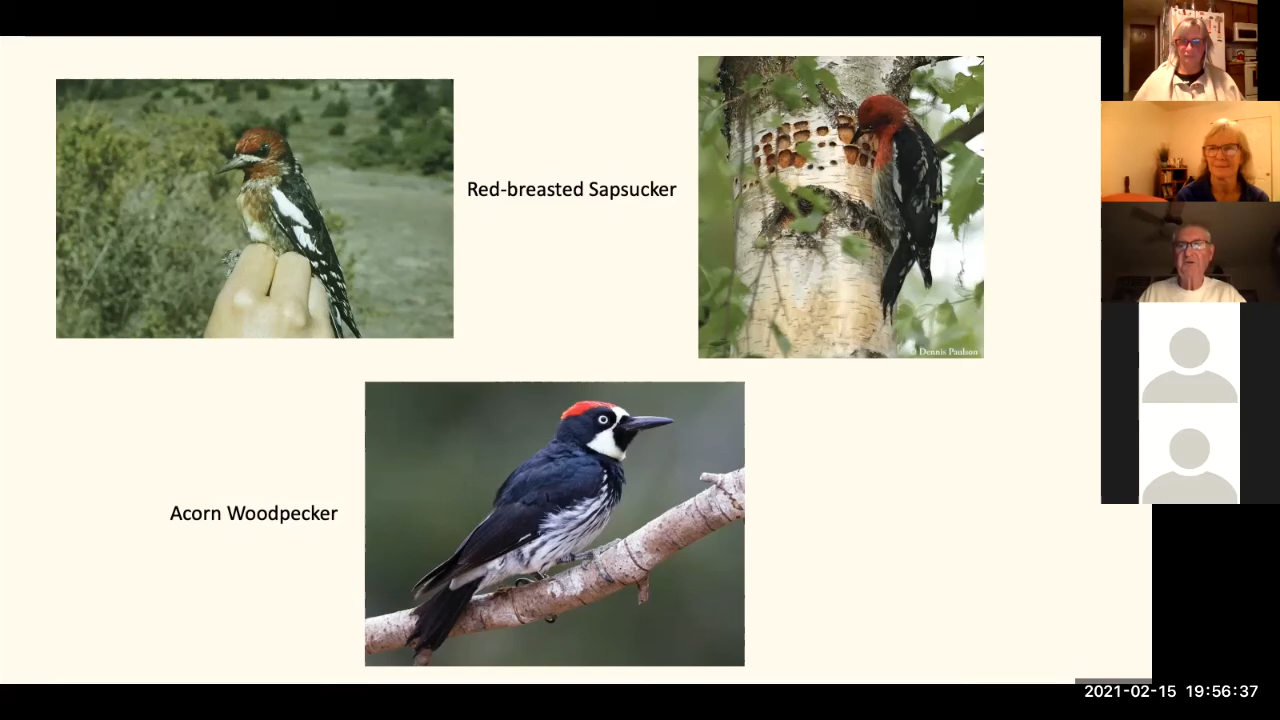 Red-breasted Sapsucker
© Dennis Paulson
Acorn Woodpecker
2021-02-15 19:56:37